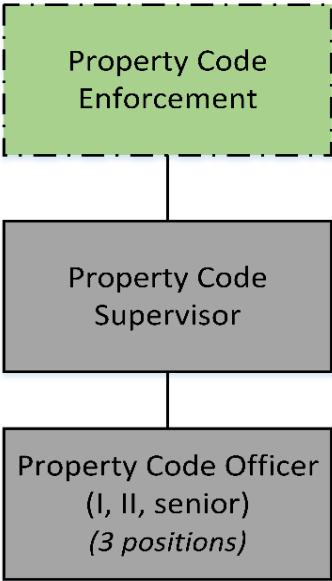 Property Code
Enforcement
Property Code
Supervisor
Property Code Officer
(I, II, senior)
(3 positions)